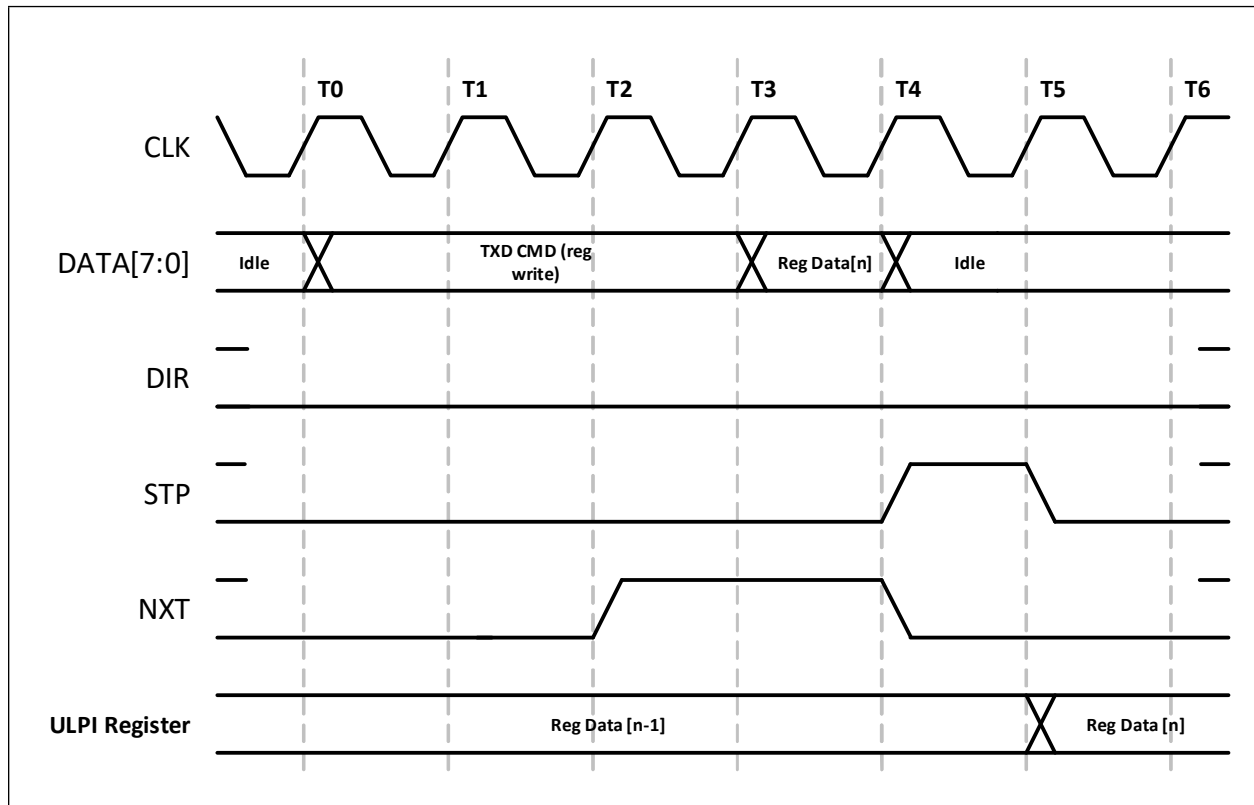 T0 T1 T2 T3 T4 T5 T6
CLK
DATA[7:0]
Idle
TXD CMD (reg
write)
Reg Data[n]
Idle
DIR
STP
NXT
ULPI Register
Reg Data [n-1]
Reg Data [n]